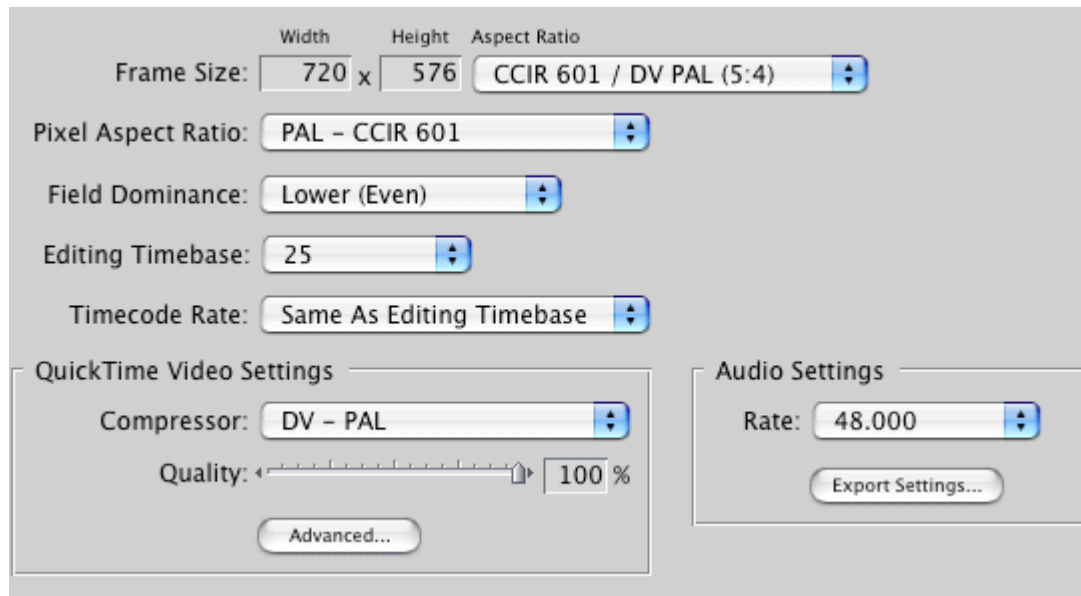 Width Height Aspect Ratio
Frame Size: 720 x 576 CCIR 601 / DV PAL (5:4)
Pixel Aspect Ratio: PAL – CCIR 601
Field Dominance: Lower (Even)
Editing Timebase: 25
Timecode Rate: Same As Editing Timebase
QuickTime Video Settings
Compressor: DV – PAL
Quality: 100 %
Advanced...
Audio Settings
Rate: 48.000
Export Settings...